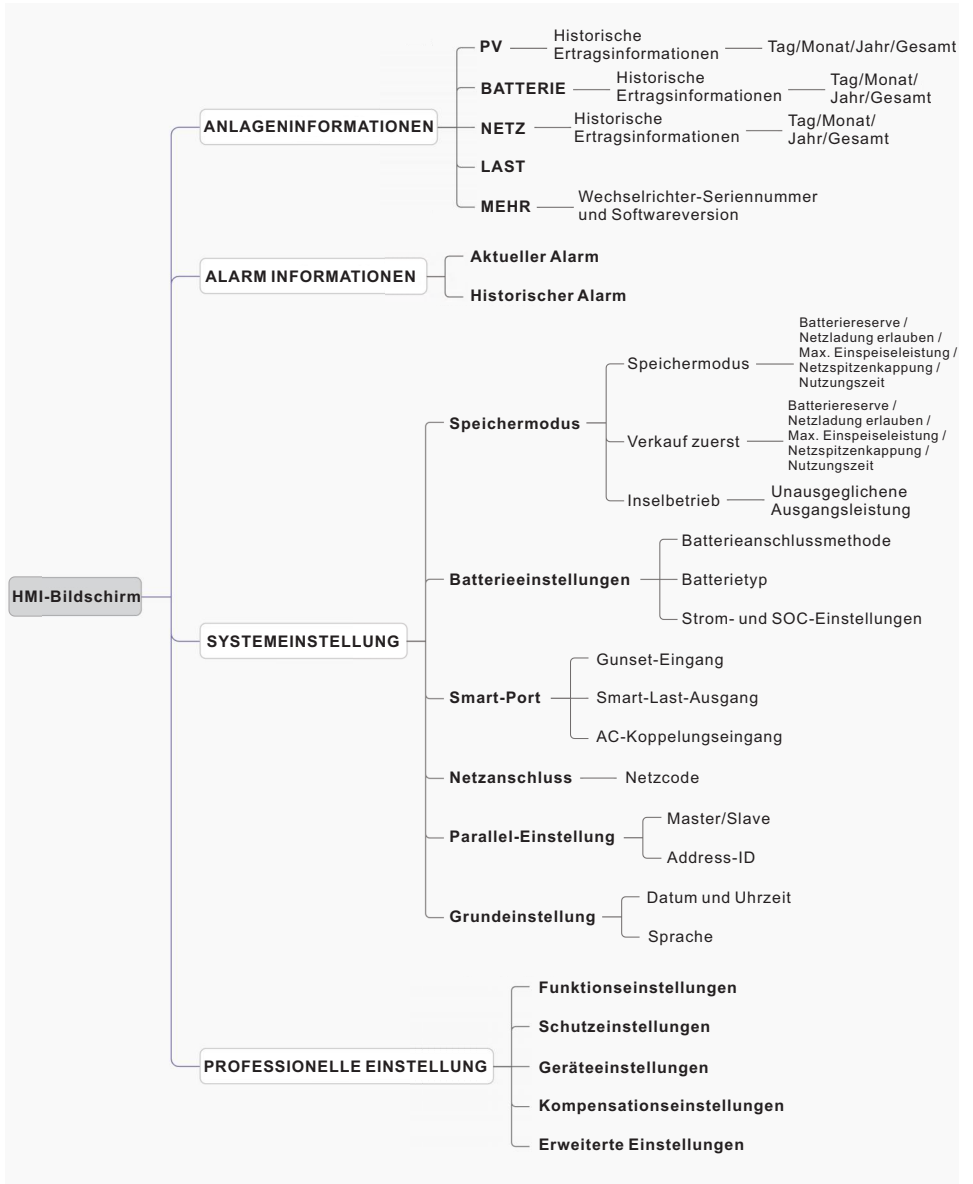 HMI-Bildschirm
ANLAGENINFORMATIONEN
PV
Historische
Ertragsinformationen
Tag/Monat/Jahr/Gesamt
BATTERIE
Historische
Ertragsinformationen
Tag/Monat/
Jahr/Gesamt
NETZ
Historische
Ertragsinformationen
Tag/Monat/
Jahr/Gesamt
LAST
MEHR
Wechselrichter-Seriennummer
und Softwareversion
ALARM INFORMATIONEN
Aktueller Alarm
Historischer Alarm
SYSTEMEINSTELLUNG
Speichermodus
Speichermodus
Batteriereserve /
Netzladung erlauben /
Max. Einspeiseleistung /
Netzspitzenkappung /
Nutzungszeit
Verkauf zuerst
Batteriereserve /
Netzladung erlauben /
Max. Einspeiseleistung /
Netzspitzenkappung /
Nutzungszeit
Inselbetrieb
Unausgeglichene
Ausgangsleistung
Batterieeinstellungen
Batterieanschlussmethode
Batterietyp
Strom- und SOC-Einstellungen
Smart-Port
Gunset-Eingang
Smart-Last-Ausgang
AC-Koppelungseingang
Netzanschluss
Netzcode
Parallel-Einstellung
Master/Slave
Address-ID
Grundeinstellung
Datum und Uhrzeit
Sprache
PROFESSIONELLE EINSTELLUNG
Funktionseinstellungen
Schutzeinstellungen
Geräteeinstellungen
Kompensationseinstellungen
Erweiterte Einstellungen